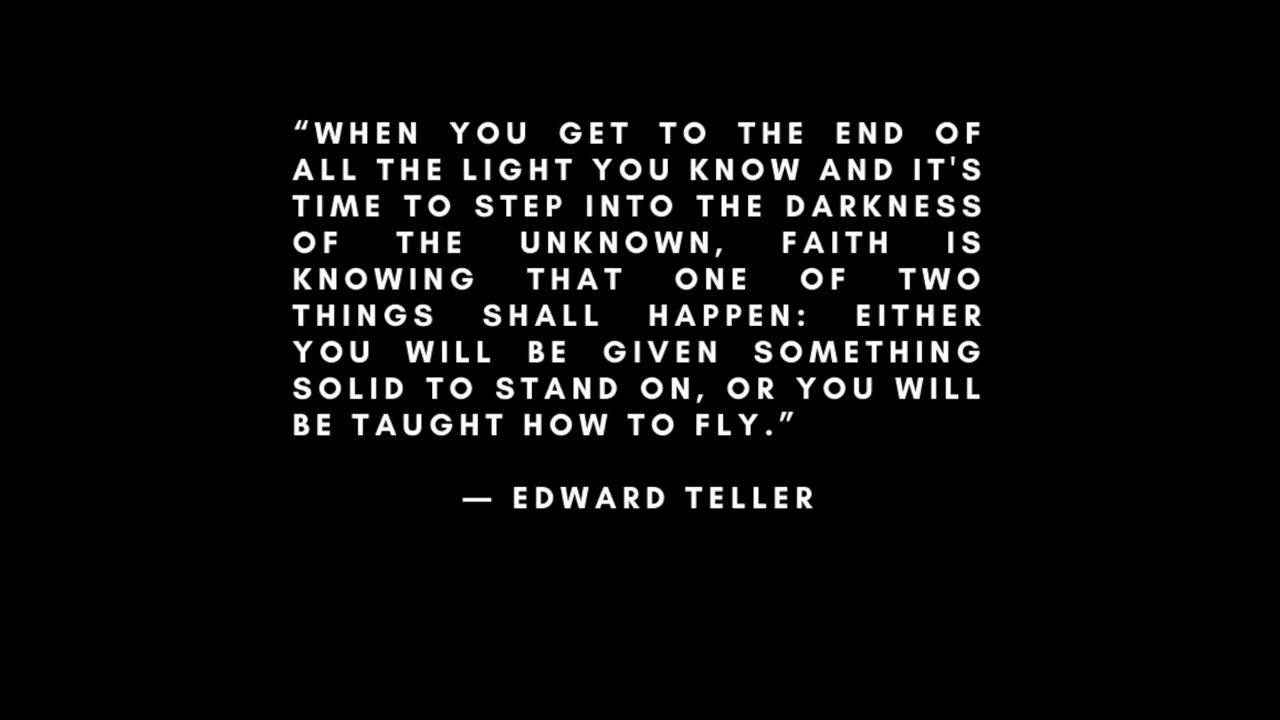 “WHEN YOU GET TO THE END OF
ALL THE LIGHT YOU KNOW AND IT'S
TIME TO STEP INTO THE DARKNESS
OF THE UNKNOWN, FAITH IS
KNOWING THAT ONE OF TWO
THINGS SHALL HAPPEN: EITHER
YOU WILL BE GIVEN SOMETHING
SOLID TO STAND ON, OR YOU WILL
BE TAUGHT HOW TO FLY.”
— EDWARD TELLER